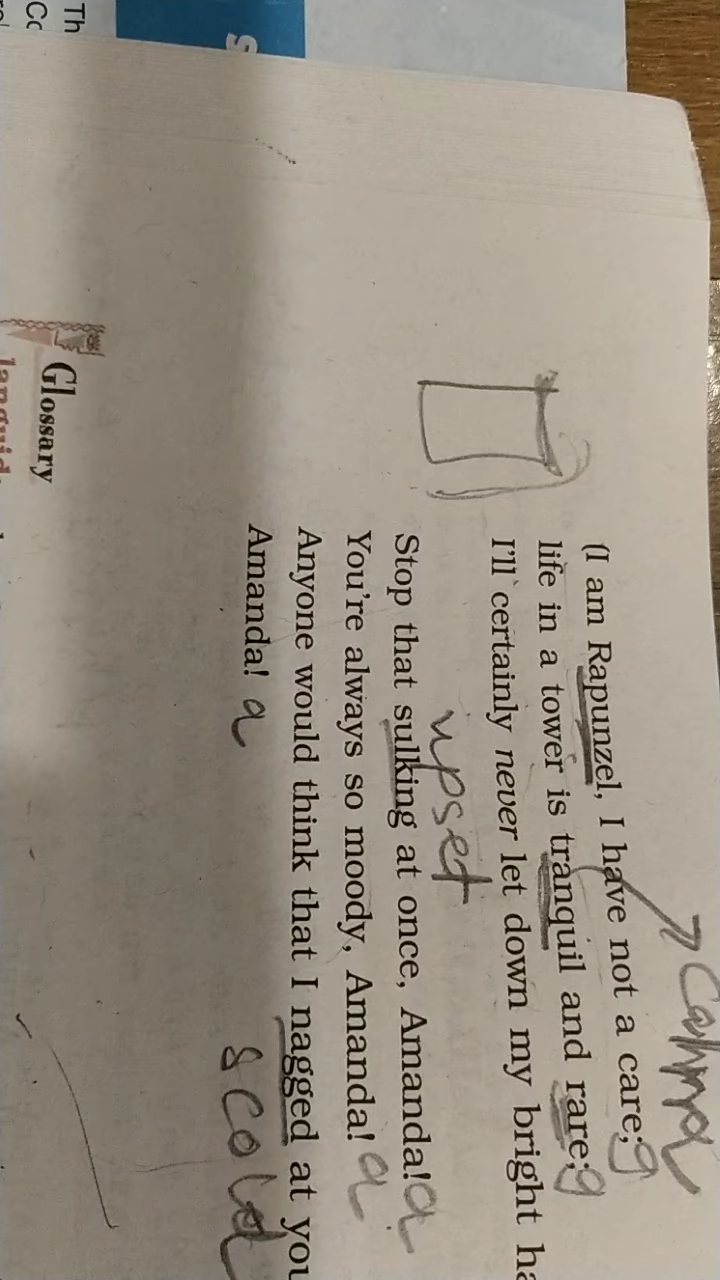 calm
(I am Rapunzel, I have not a care; g
life in a tower is tranquil and rare; g
I'll certainly never let down my bright
upset
Stop that sulking at once, Amanda! a
You're always so moody, Amanda! a
Anyone would think that I nagged at
scold
Amanda! a
Glossary